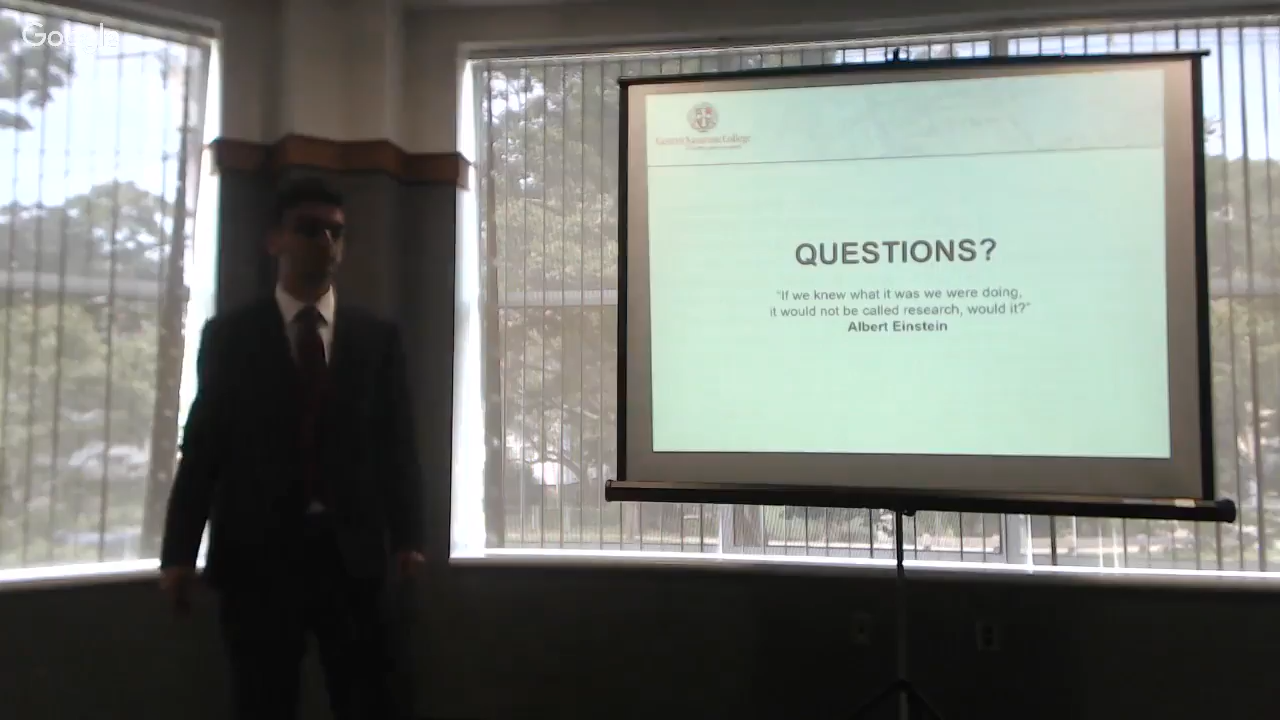 Google
College
QUESTIONS?
"If we knew what it was we were doing,
it would not be called research, would it?"
Albert Einstein